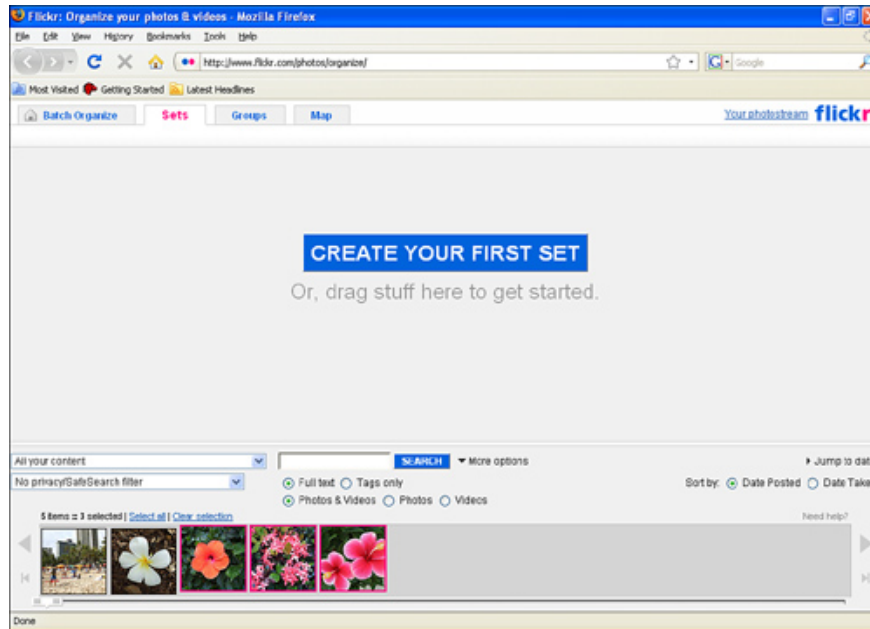 Flickr: Organize your photos & videos - Mozilla Firefox
File Edit View History Bookmarks Tools Help
http://www.flickr.com/photos/organize/ Google
Most Visited Getting Started Latest Headlines
Batch Organize Sets Groups Map Your photostream flickr
CREATE YOUR FIRST SET
Or, drag stuff here to get started.
All your content SEARCH More options Jump to dat
No privacy/SafeSearch filter Full text Tags only Sort by: Date Posted Date Take
Photos & Videos Photos Videos
5 items :: 3 selected | Select all | Clear selection Need help?
Done